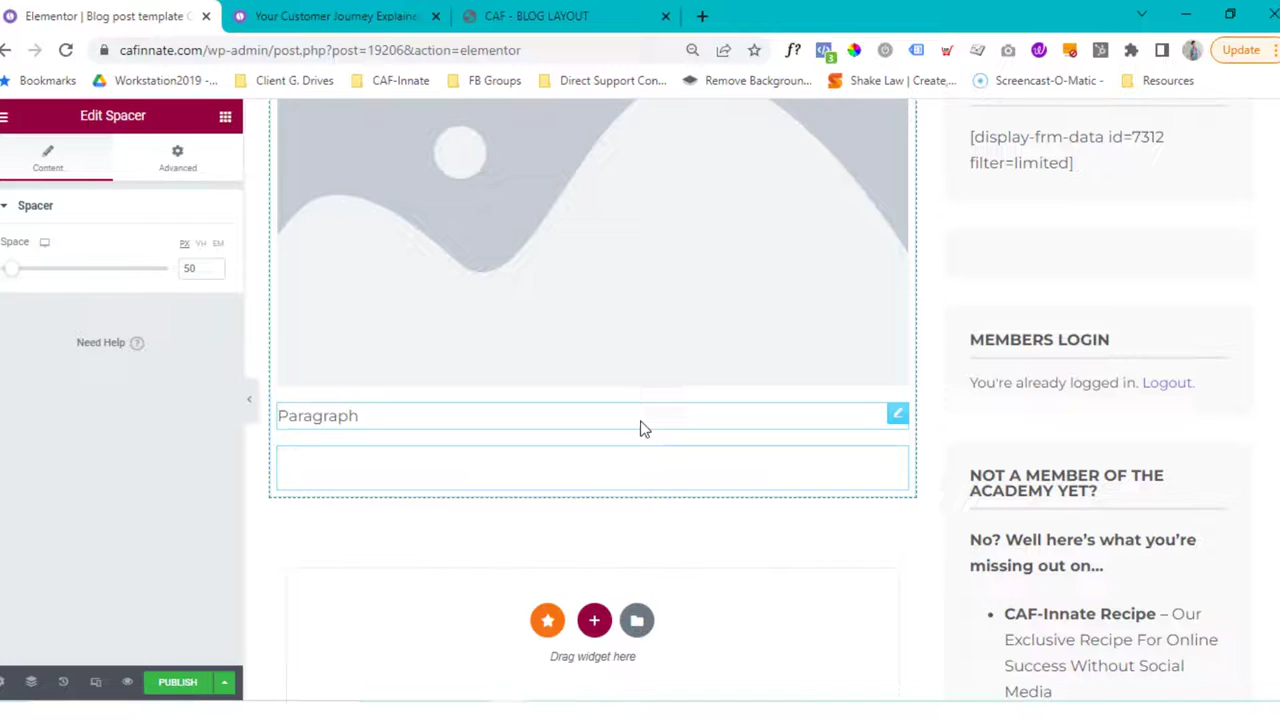 Elementor | Blog post template C
Your Customer Journey Explaine
CAF - BLOG LAYOUT
cafinnate.com/wp-admin/post.php?post=19206&action=elementor
f?
3
Update
Bookmarks
Workstation2019 -...
Client G. Drives
CAF-Innate
FB Groups
Direct Support Con...
Remove Backgroun...
Shake Law | Create,...
Screencast-O-Matic -
Resources
Edit Spacer
Content
Advanced
Spacer
Space
PX VH EM
50
Need Help ?
PUBLISH
Paragraph
Drag widget here
[display-frm-data id=7312
filter=limited]
MEMBERS LOGIN
You're already logged in. Logout.
NOT A MEMBER OF THE
ACADEMY YET?
No? Well here's what you're
missing out on...
• CAF-Innate Recipe – Our
Exclusive Recipe For Online
Success Without Social
Media